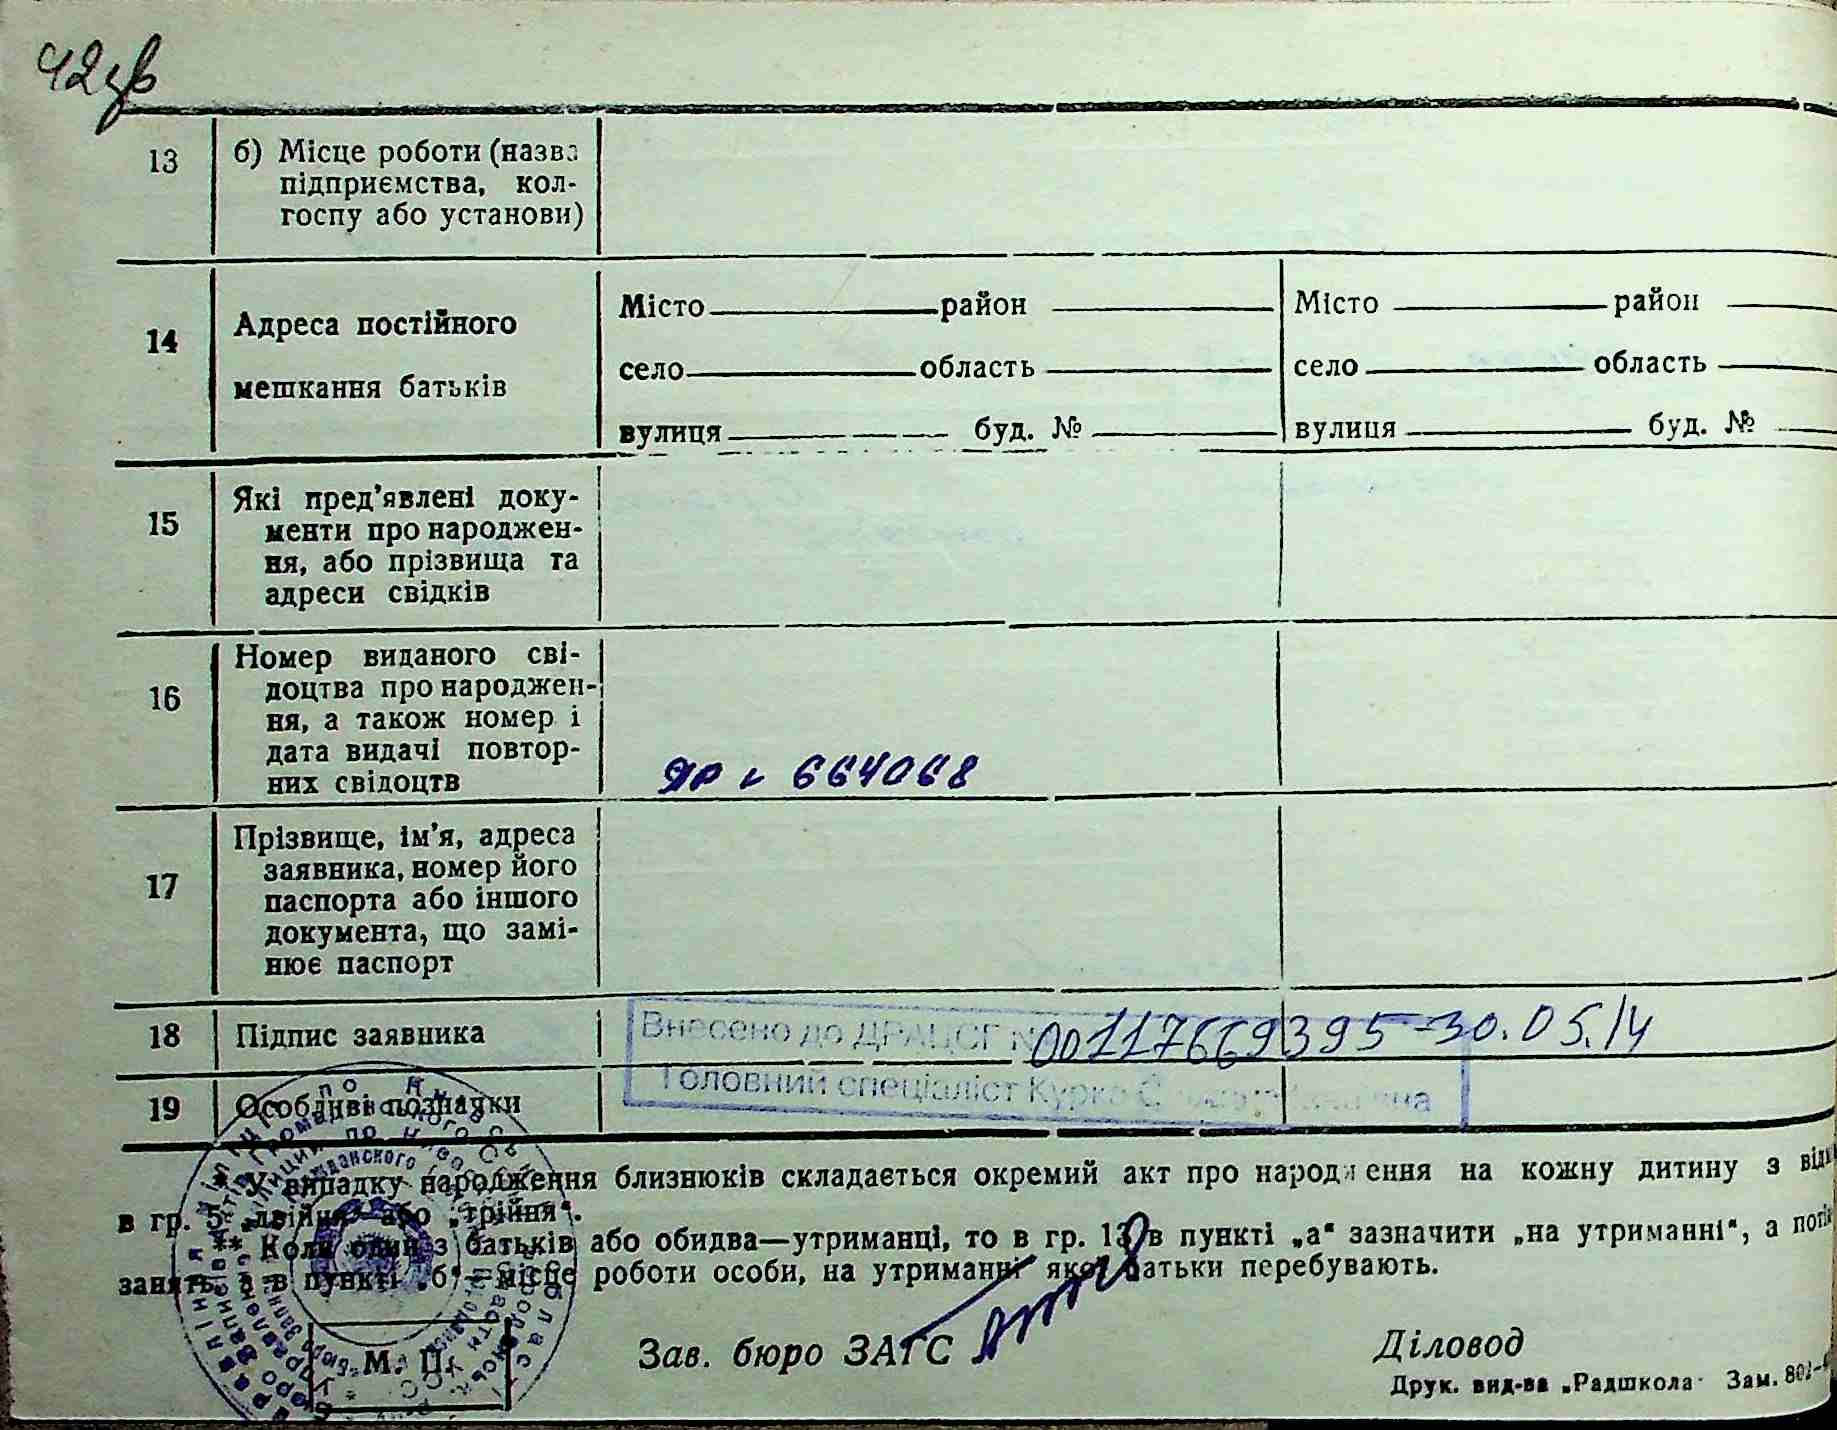 42 зв
13
б) Місце роботи (назва
підприємства, кол-
госпу або установи)
14
Адреса постійного
мешкання батьків
Місто район
село область
вулиця буд. №
Місто район
село область
вулиця буд. №
15
Які пред'явлені доку-
менти про народжен-
ня, або прізвища та
адреси свідків
16
Номер виданого сві-
доцтва про народжен-
ня, а також номер і
дата видачі повтор-
них свідоцтв
664068
17
Прізвище, ім'я, адреса
заявника, номер його
паспорта або іншого
документа, що замі-
нює паспорт
18
Підпис заявника
Внесено до ДРАЦСГ № 00117669395-30.05.14
19
Особливі познаики
Головний спеціаліст
* У випадку народження близнюків складається окремий акт про народження на кожну дитину з
в гр. 5 „двійня" або „трійня".
** Коли один з батьків або обидва—утриманці, то в гр. 13 в пункті „а" зазначити „на утриманні", а
занять, а в пункті „б"—місце роботи особи, на утриманні якої батьки перебувають.
М. П.
Зав. бюро ЗАГС
Діловод
Друк. вид-ва „Радшкола" Зам.